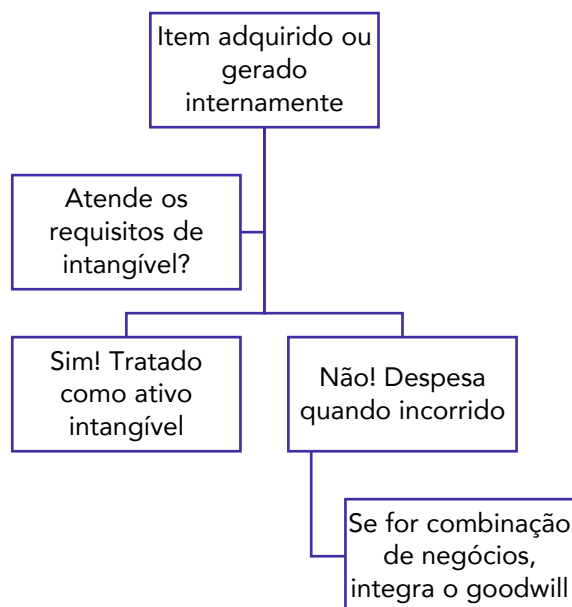 Item adquirido ou
gerado
internamente
Atende os
requisitos de
intangível?
Sim! Tratado
como ativo
intangível
Não! Despesa
quando incorrido
Se for combinação
de negócios,
integra o goodwill